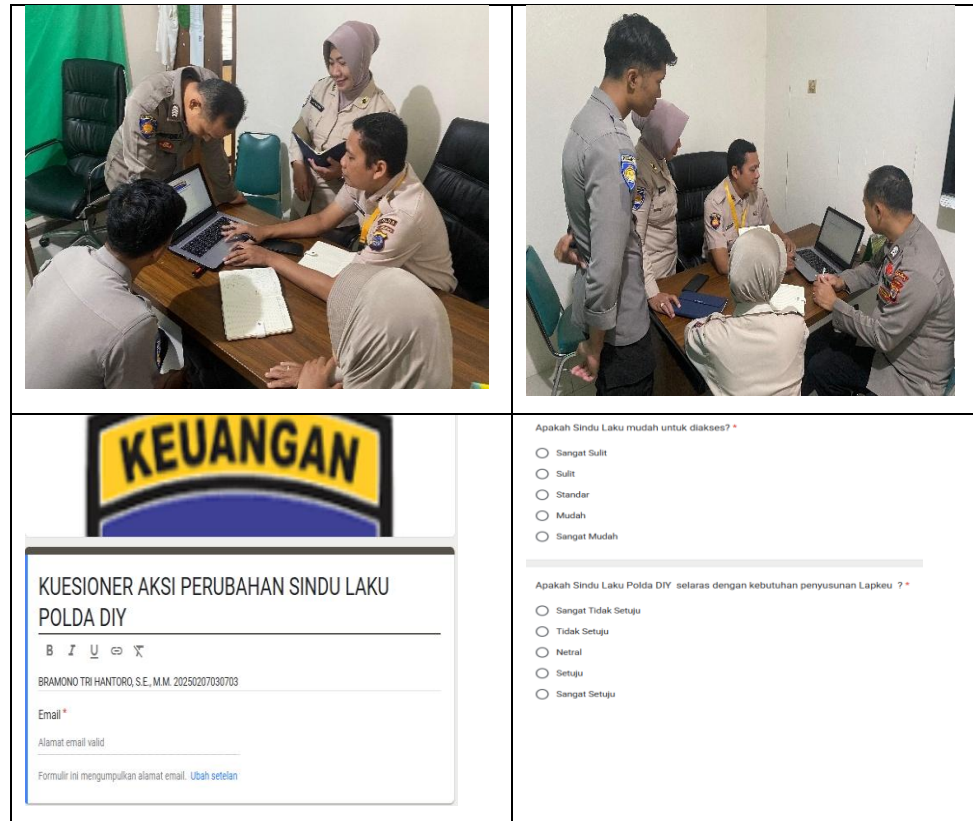 KEUANGAN
KUESIONER AKSI PERUBAHAN SINDU LAKU
POLDA DIY
B I U
BRAMONO TRI HANTORO, S.E., M.M. 20250207030703
Email *
Alamat email valid
Formulir ini mengumpulkan alamat email. Ubah setelan
Apakah Sindu Laku mudah untuk diakses? *
Sangat Sulit
Sulit
Standar
Mudah
Sangat Mudah
Apakah Sindu Laku Polda DIY selaras dengan kebutuhan penyusunan Lapkeu ? *
Sangat Tidak Setuju
Tidak Setuju
Netral
Setuju
Sangat Setuju